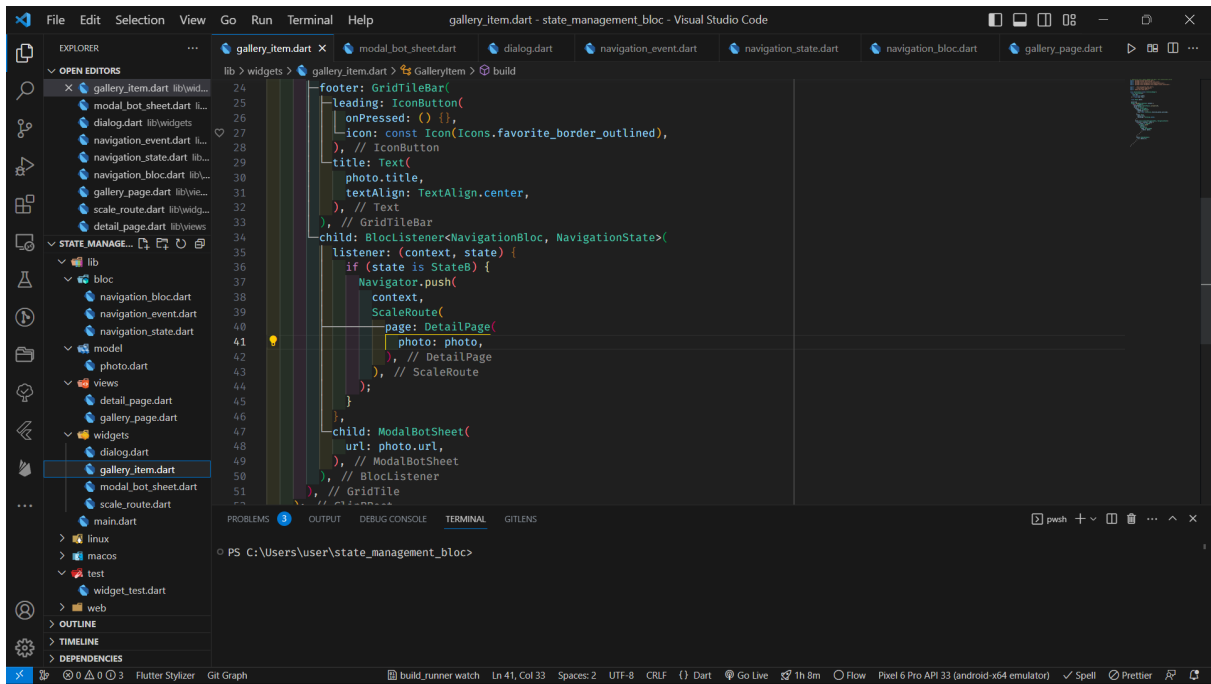 File Edit Selection View Go Run Terminal Help gallery_item.dart - state_management_bloc - Visual Studio Code
EXPLORER ...
gallery_item.dart modal_bot_sheet.dart dialog.dart navigation_event.dart navigation_state.dart navigation_bloc.dart gallery_page.dart
OPEN EDITORS
gallery_item.dart lib\wid...
modal_bot_sheet.dart li...
dialog.dart lib\widgets
navigation_event.dart li...
navigation_state.dart lib...
navigation_bloc.dart lib\...
gallery_page.dart lib\vie...
scale_route.dart lib\widg...
detail_page.dart lib\views
STATE_MANAGE...
lib
bloc
navigation_bloc.dart
navigation_event.dart
navigation_state.dart
model
photo.dart
views
detail_page.dart
gallery_page.dart
widgets
dialog.dart
gallery_item.dart
modal_bot_sheet.dart
scale_route.dart
main.dart
linux
macos
test
widget_test.dart
web
OUTLINE
TIMELINE
DEPENDENCIES
lib > widgets > gallery_item.dart > GalleryItem > build
24 footer: GridTileBar(
25 leading: IconButton(
26 onPressed: () {},
27 icon: const Icon(Icons.favorite_border_outlined),
28 ), // IconButton
29 title: Text(
30 photo.title,
31 textAlign: TextAlign.center,
32 ), // Text
33 ), // GridTileBar
34 child: BlocListener<NavigationBloc, NavigationState>(
35 listener: (context, state) {
36 if (state is StateB) {
37 Navigator.push(
38 context,
39 ScaleRoute(
40 page: DetailPage(
41 photo: photo,
42 ), // DetailPage
43 ), // ScaleRoute
44 );
45 }
46 },
47 child: ModalBotSheet(
48 url: photo.url,
49 ), // ModalBotSheet
50 ), // BlocListener
51 ), // GridTile
52 ); // ClipRRect
PROBLEMS 3 OUTPUT DEBUG CONSOLE TERMINAL GITLENS pwsh
PS C:\Users\user\state_management_bloc>
0 0 3 Flutter Stylizer Git Graph build_runner watch Ln 41, Col 33 Spaces: 2 UTF-8 CRLF {} Dart Go Live 1h 8m Flow Pixel 6 Pro API 33 (android-x64 emulator) Spell Prettier